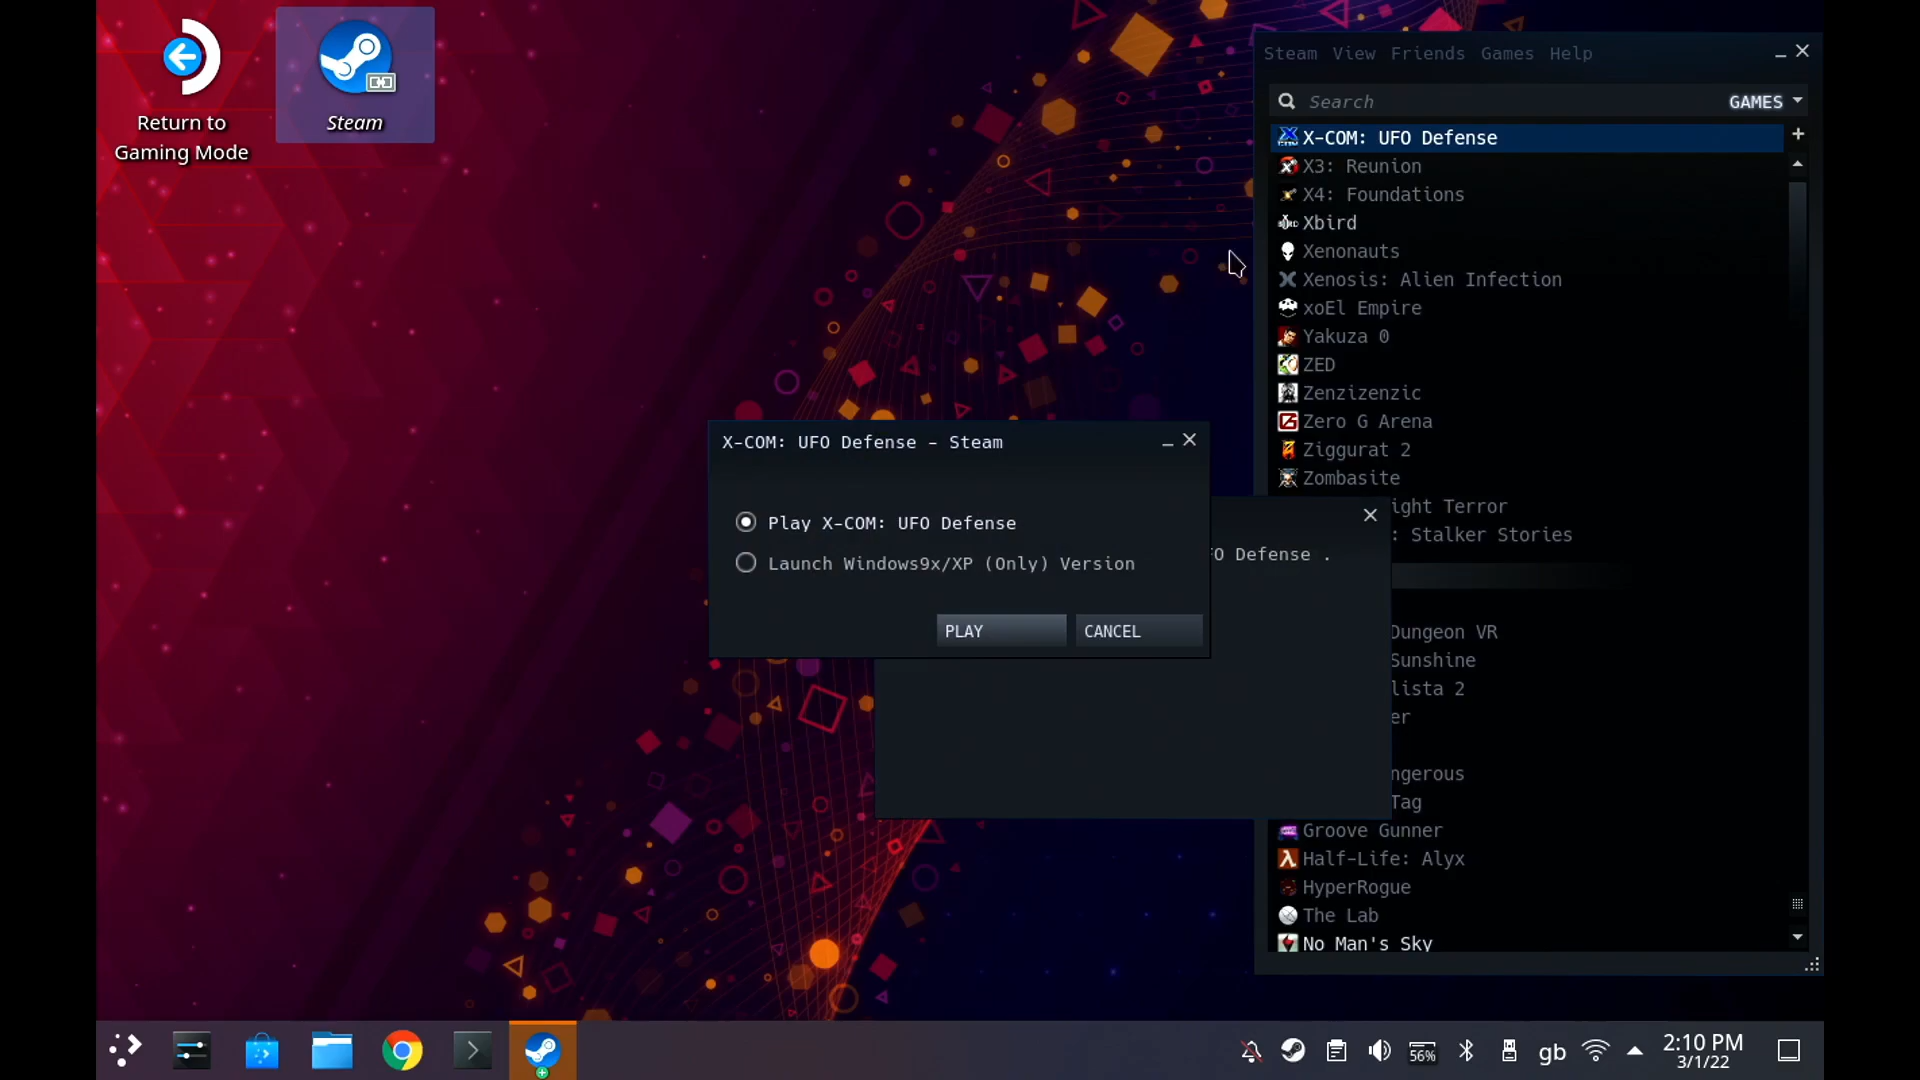 Return to
Gaming Mode
Steam
Steam View Friends Games Help
Search
GAMES
X-COM: UFO Defense
X3: Reunion
X4: Foundations
Xbird
Xenonauts
Xenosis: Alien Infection
xoEl Empire
Yakuza 0
ZED
Zenzizenzic
Zero G Arena
Ziggurat 2
Zombasite
ight Terror
: Stalker Stories
Dungeon VR
Sunshine
lista 2
er
ngerous
Tag
Groove Gunner
Half-Life: Alyx
HyperRogue
The Lab
No Man's Sky
X-COM: UFO Defense - Steam
Play X-COM: UFO Defense
Launch Windows9x/XP (Only) Version
PLAY
CANCEL
FO Defense .
56%
gb
2:10 PM
3/1/22